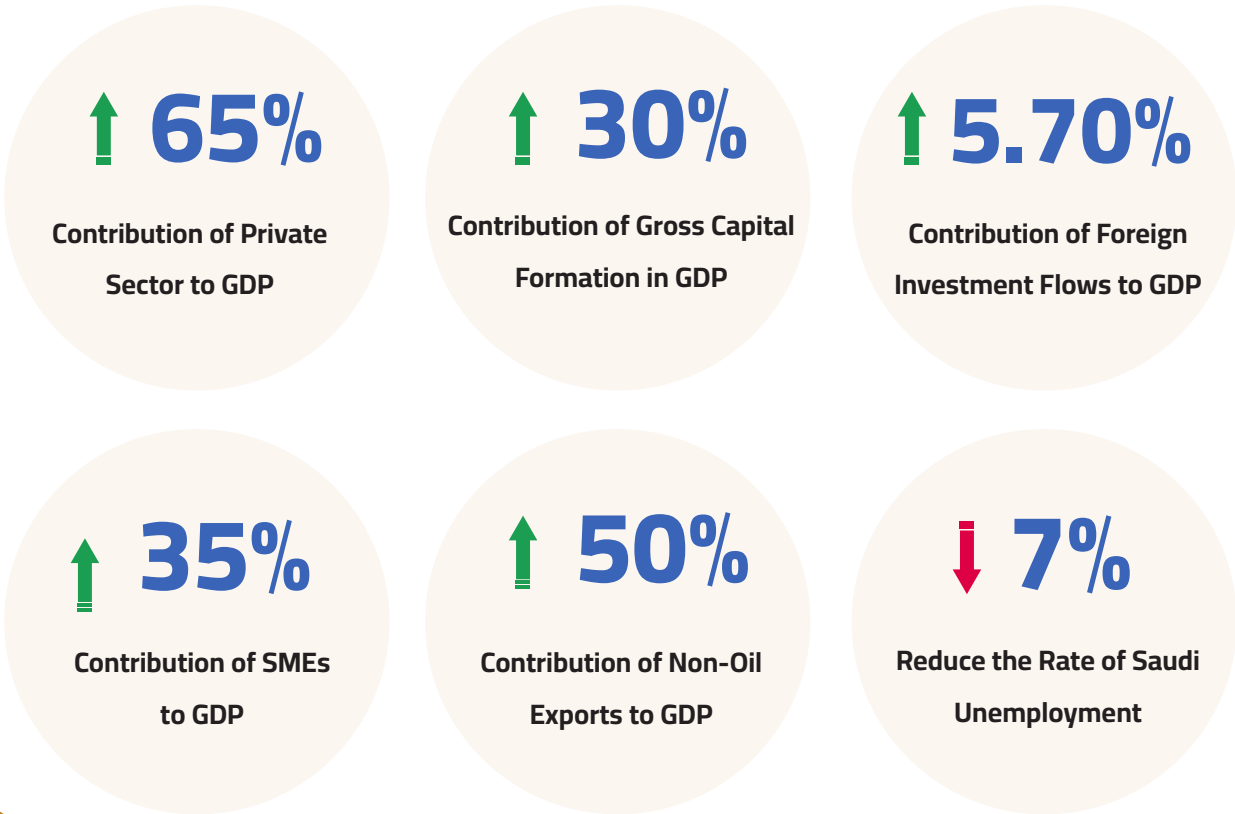 65%
Contribution of Private
Sector to GDP
30%
Contribution of Gross Capital
Formation in GDP
5.70%
Contribution of Foreign
Investment Flows to GDP
35%
Contribution of SMEs
to GDP
50%
Contribution of Non-Oil
Exports to GDP
7%
Reduce the Rate of Saudi
Unemployment